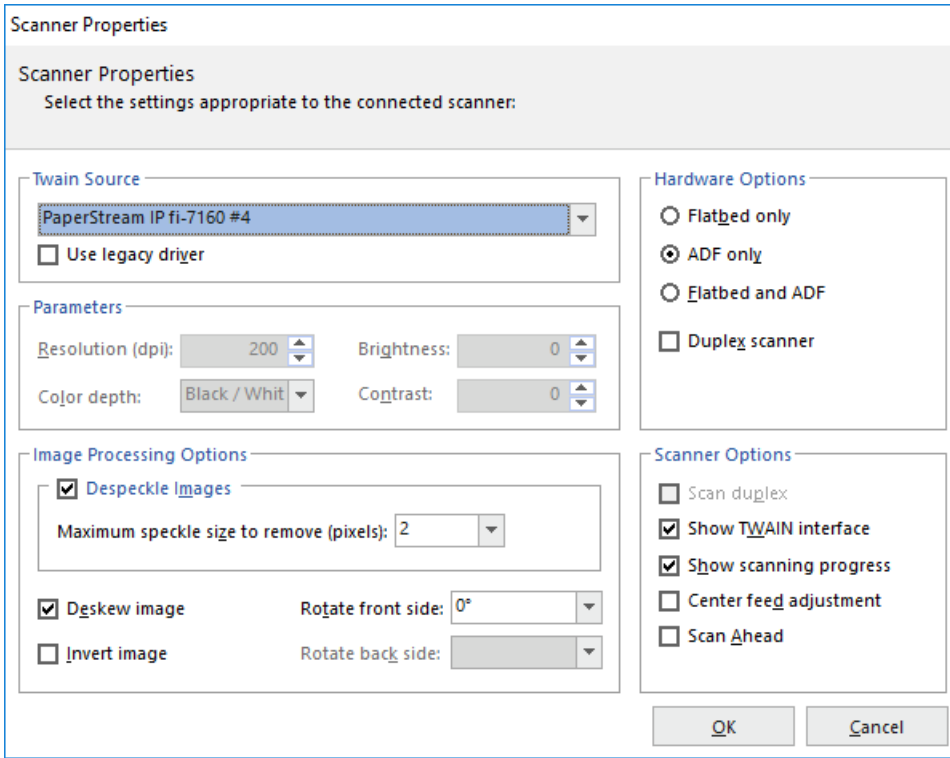 Scanner Properties
Scanner Properties
Select the settings appropriate to the connected scanner:
Twain Source
PaperStream IP fi-7160 #4
Use legacy driver
Parameters
Resolution (dpi): 200 Brightness: 0
Color depth: Black / Whit Contrast: 0
Image Processing Options
Despeckle Images
Maximum speckle size to remove (pixels): 2
Deskew image Rotate front side: 0°
Invert image Rotate back side:
Hardware Options
Flatbed only
ADF only
Flatbed and ADF
Duplex scanner
Scanner Options
Scan duplex
Show TWAIN interface
Show scanning progress
Center feed adjustment
Scan Ahead
OK Cancel